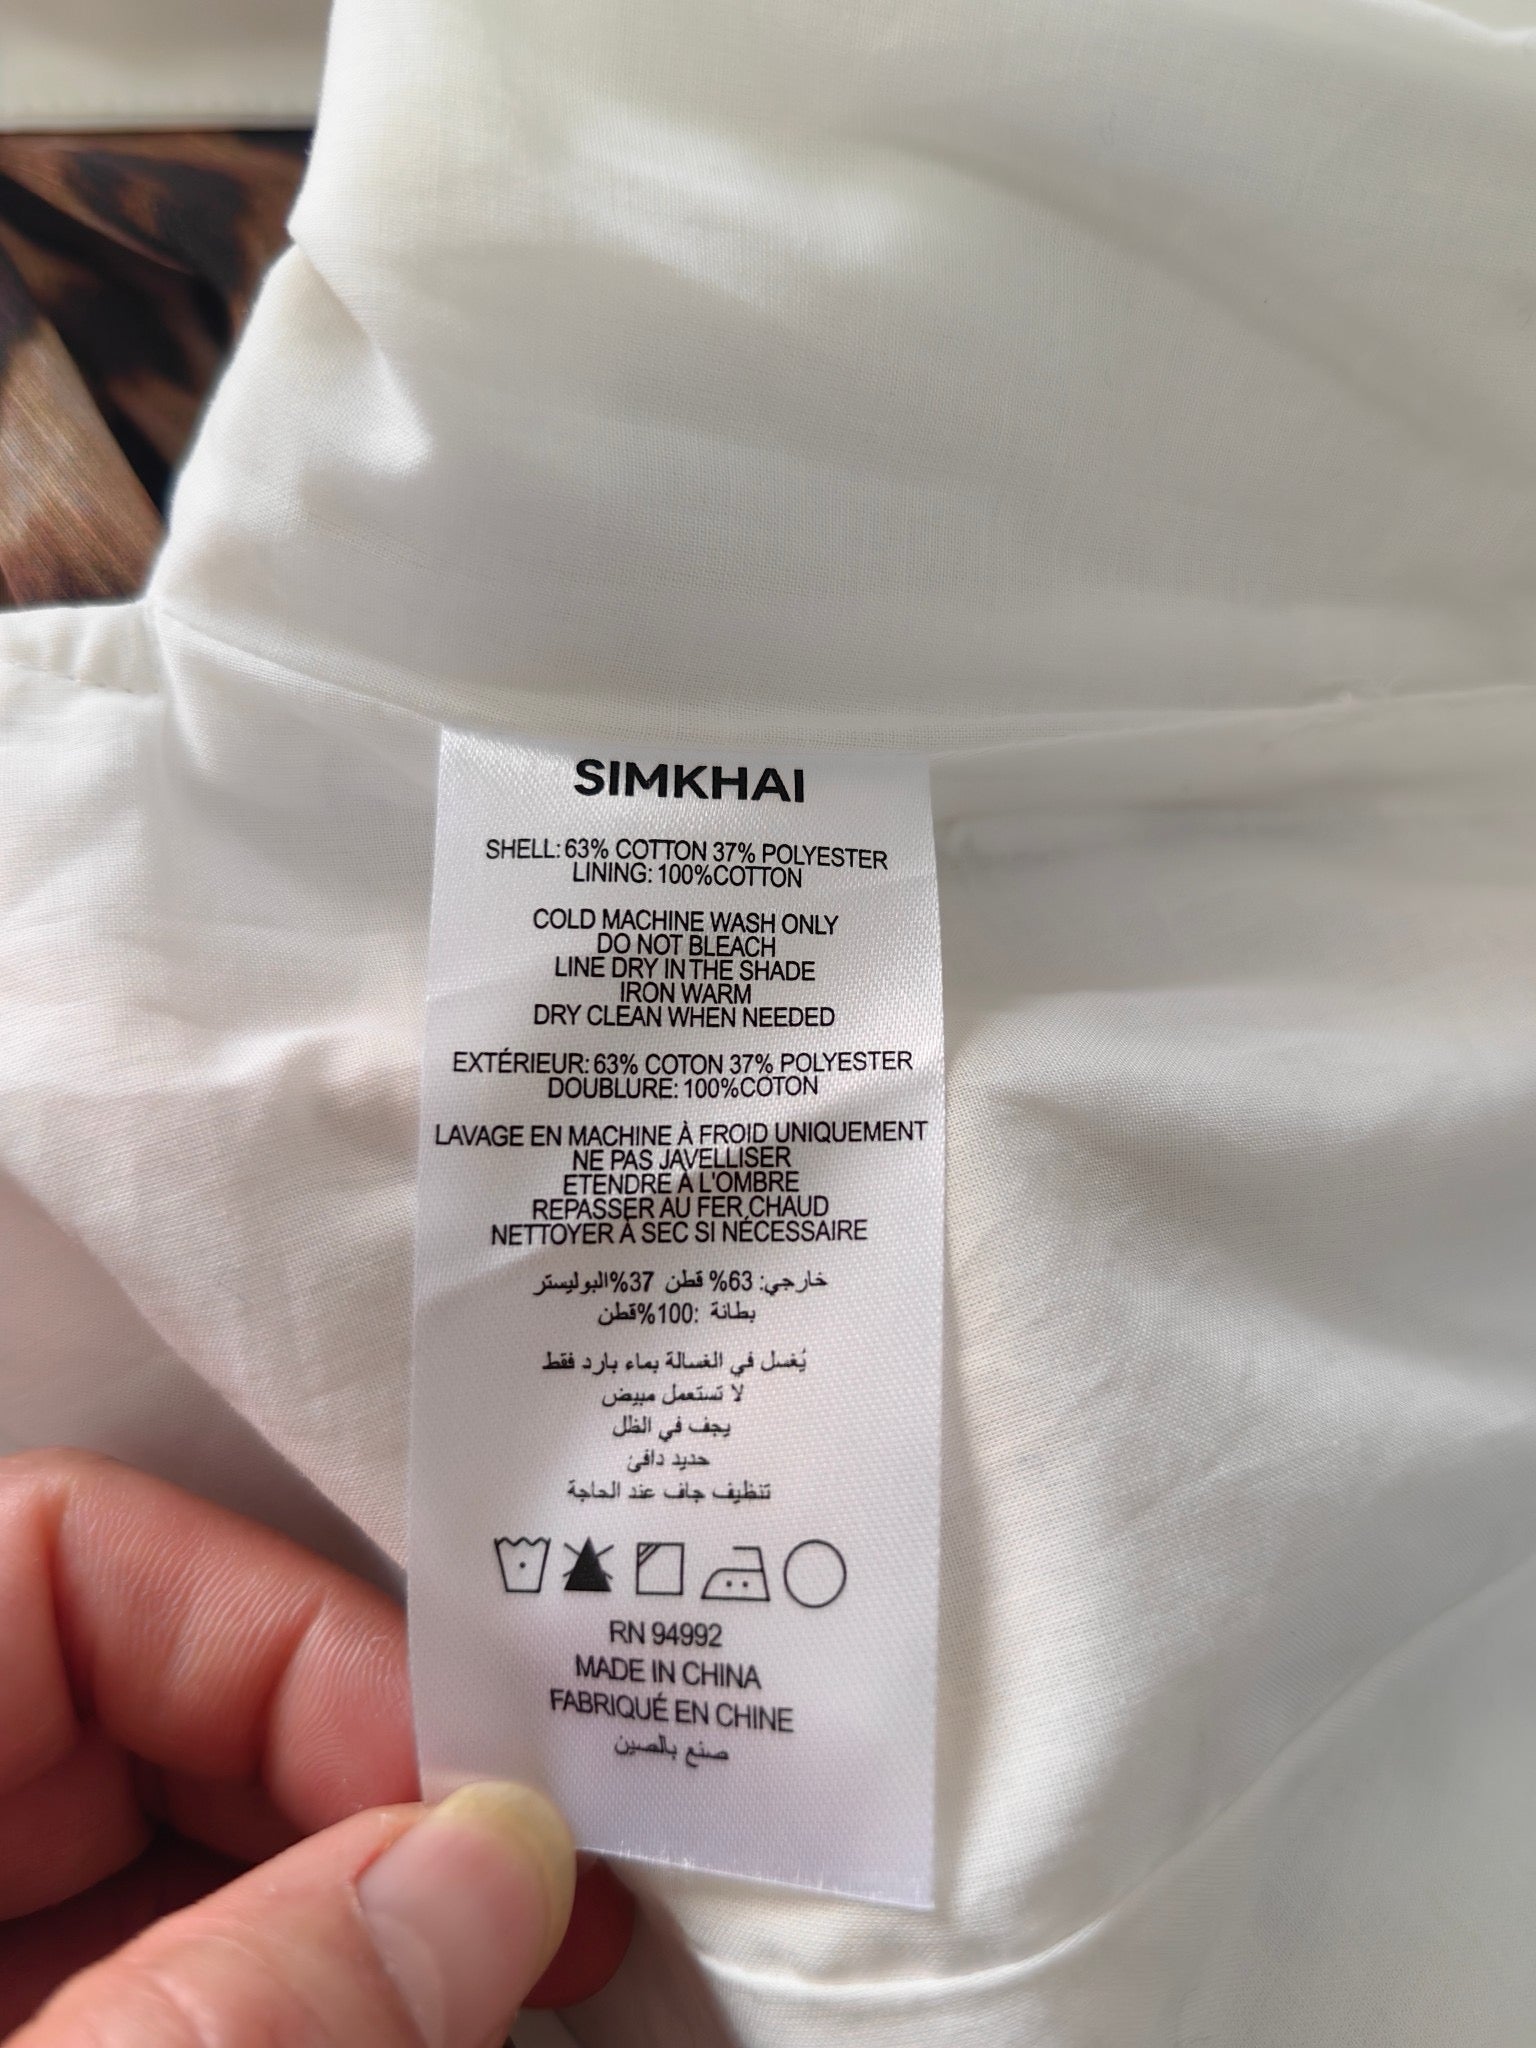 SIMKHAI
SHELL: 63% COTTON 37% POLYESTER
LINING: 100%COTTON
COLD MACHINE WASH ONLY
DO NOT BLEACH
LINE DRY IN THE SHADE
IRON WARM
DRY CLEAN WHEN NEEDED
EXTÉRIEUR: 63% COTON 37% POLYESTER
DOUBLURE: 100%COTON
LAVAGE EN MACHINE À FROID UNIQUEMENT
NE PAS JAVELLISER
ETENDRE À L'OMBRE
REPASSER AU FER CHAUD
NETTOYER À SEC SI NÉCESSAIRE
خارجي: 63% قطن 37%البوليستر
بطانة :100%قطن
يُغسل في الغسالة بماء بارد فقط
لا تستعمل مبيض
يجف في الظل
حديد دافئ
تنظيف جاف عند الحاجة
RN 94992
MADE IN CHINA
FABRIQUÉ EN CHINE
صنع بالصين